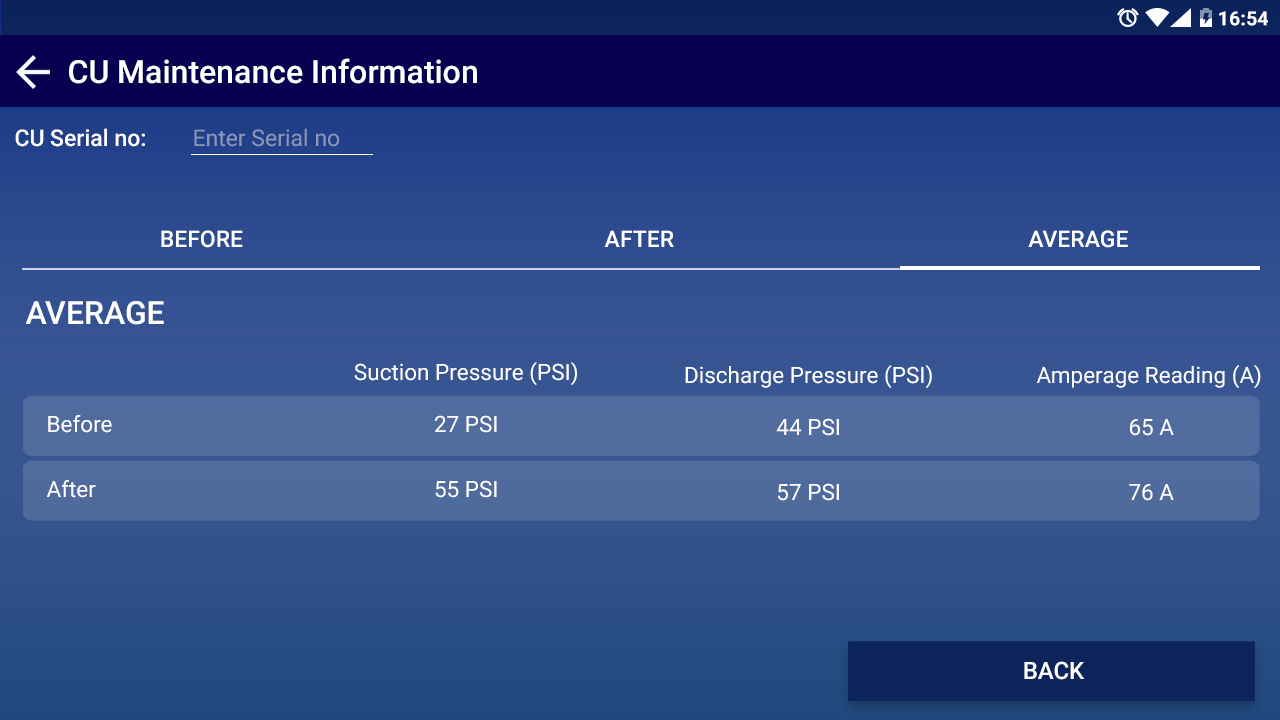 16:54
CU Maintenance Information
CU Serial no: Enter Serial no
BEFORE AFTER AVERAGE
AVERAGE
Suction Pressure (PSI) Discharge Pressure (PSI) Amperage Reading (A)
Before 27 PSI 44 PSI 65 A
After 55 PSI 57 PSI 76 A
BACK